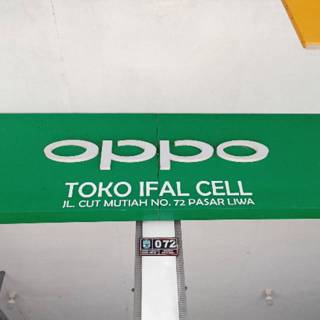 oppo
TOKO IFAL CELL
JL. CUT MUTIAH NO. 72 PASAR LIWA
072